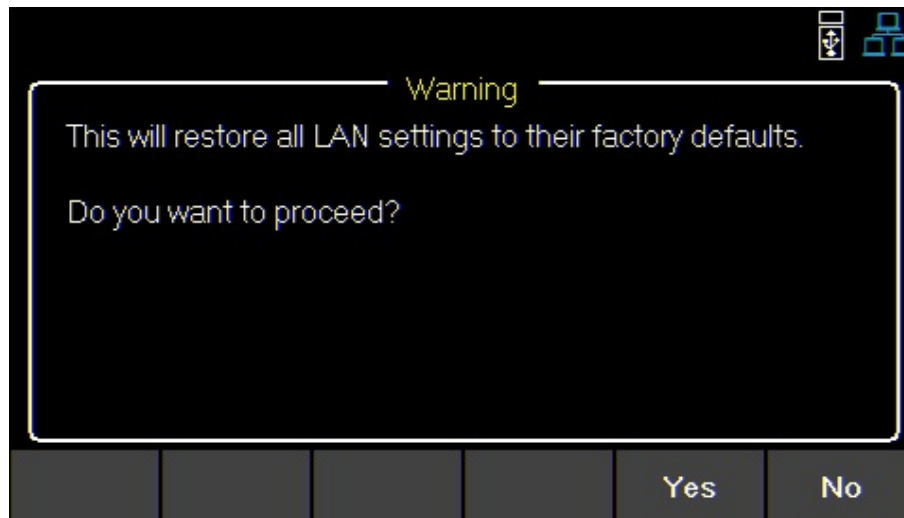 Warning
This will restore all LAN settings to their factory defaults.
Do you want to proceed?
Yes
No